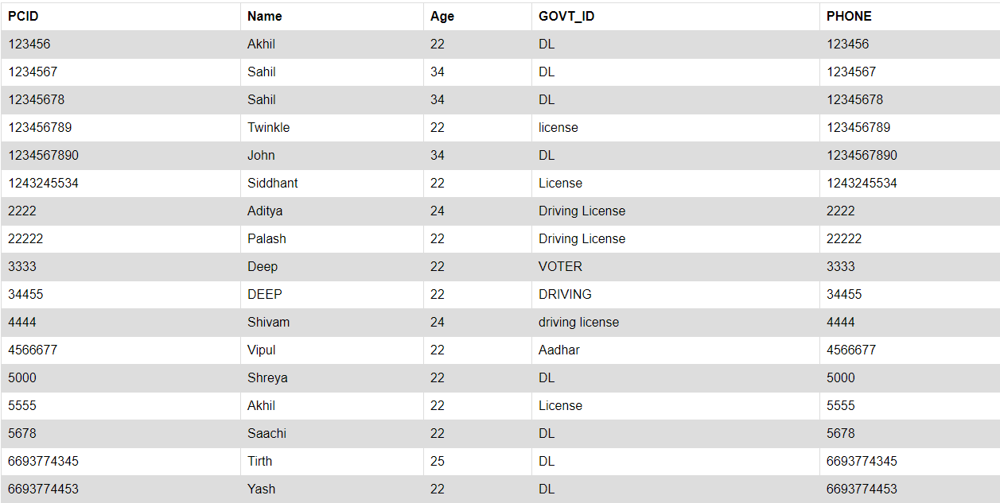 PCID Name Age GOVT_ID PHONE
123456 Akhil 22 DL 123456
1234567 Sahil 34 DL 1234567
12345678 Sahil 34 DL 12345678
123456789 Twinkle 22 license 123456789
1234567890 John 34 DL 1234567890
1243245534 Siddhant 22 License 1243245534
2222 Aditya 24 Driving License 2222
22222 Palash 22 Driving License 22222
3333 Deep 22 VOTER 3333
34455 DEEP 22 DRIVING 34455
4444 Shivam 24 driving license 4444
4566677 Vipul 22 Aadhar 4566677
5000 Shreya 22 DL 5000
5555 Akhil 22 License 5555
5678 Saachi 22 DL 5678
6693774345 Tirth 25 DL 6693774345
6693774453 Yash 22 DL 6693774453